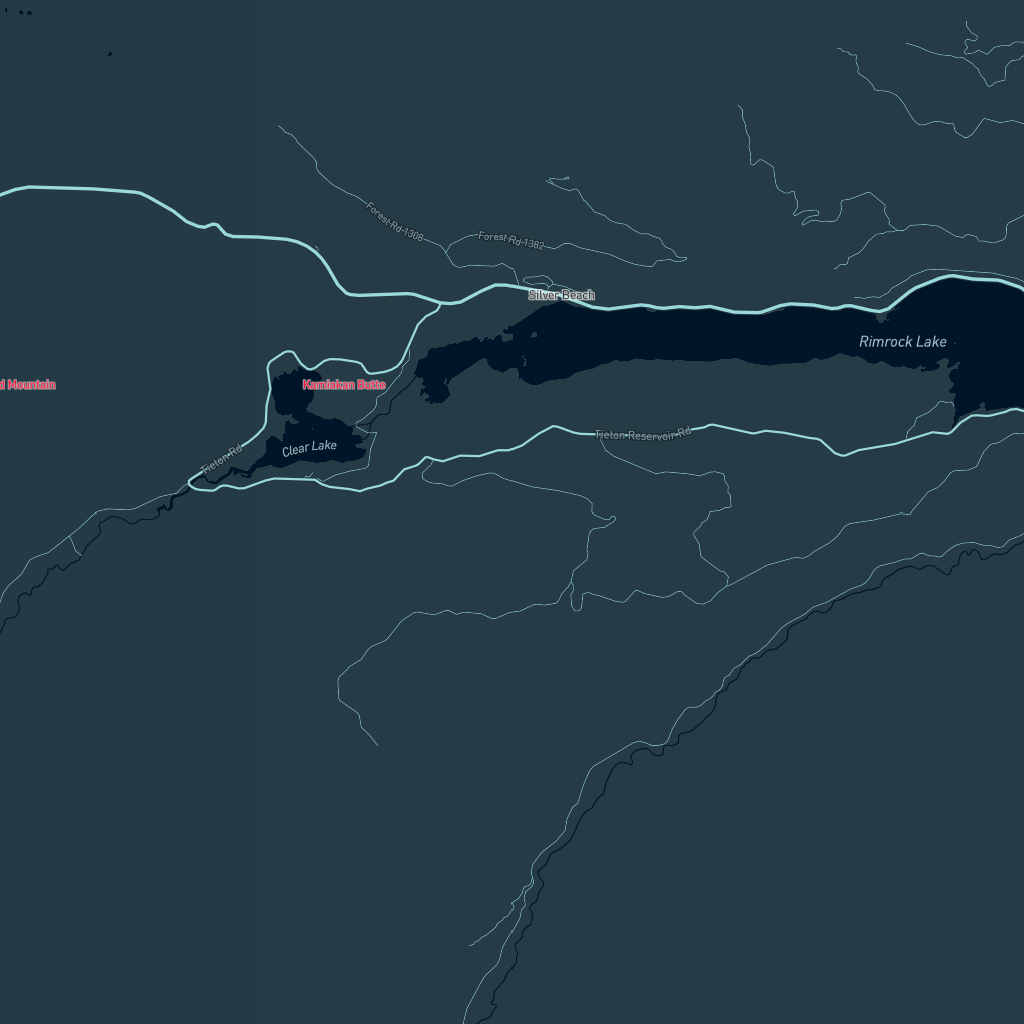 Forest Rd 1308
Forest Rd 1382
Silver Beach
Rimrock Lake
d Mountain
Kamiakan Butte
Tieton Rd
Clear Lake
Tieton Reservoir Rd